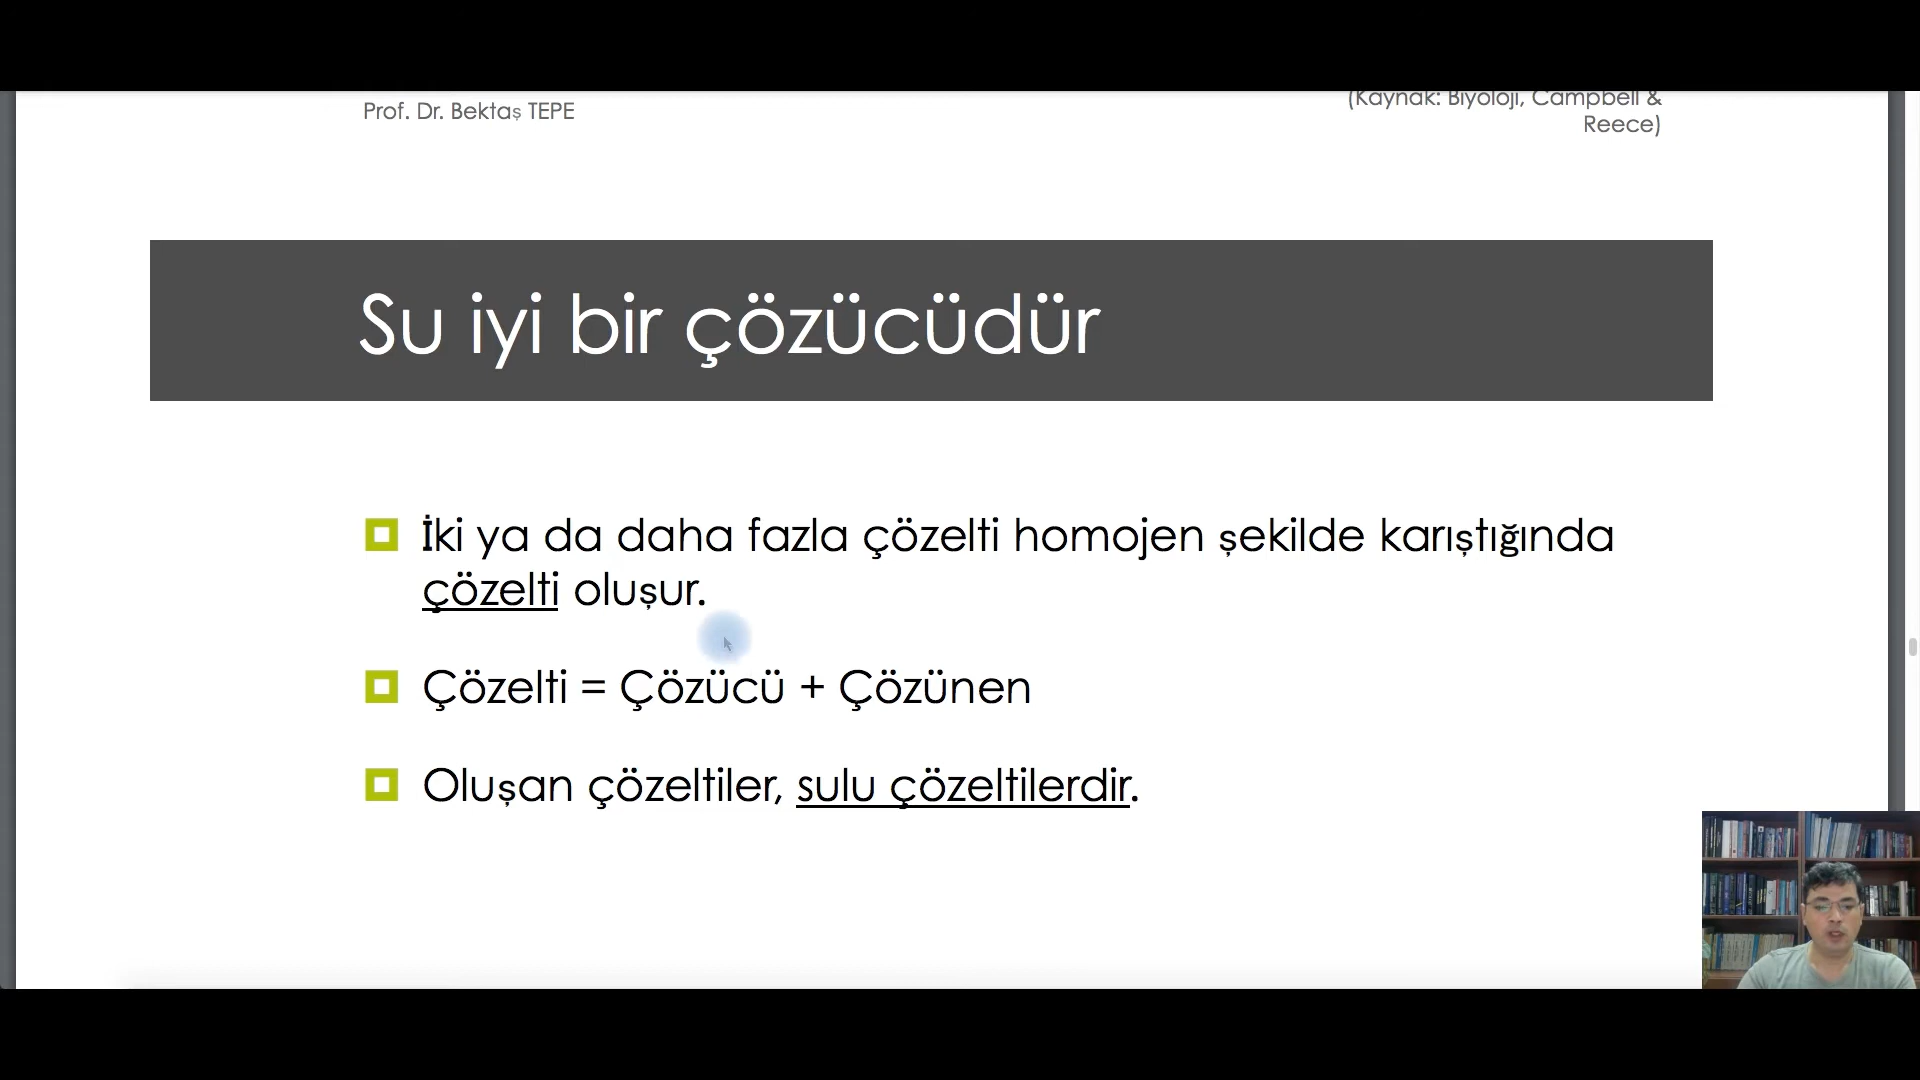 Prof. Dr. Bektaş TEPE
(Kaynak: Biyoloji, Campbell &
Reece)
Su iyi bir çözücüdür
İki ya da daha fazla çözelti homojen şekilde karıştığında
çözelti oluşur.
Çözelti = Çözücü + Çözünen
Oluşan çözeltiler, sulu çözeltilerdir.